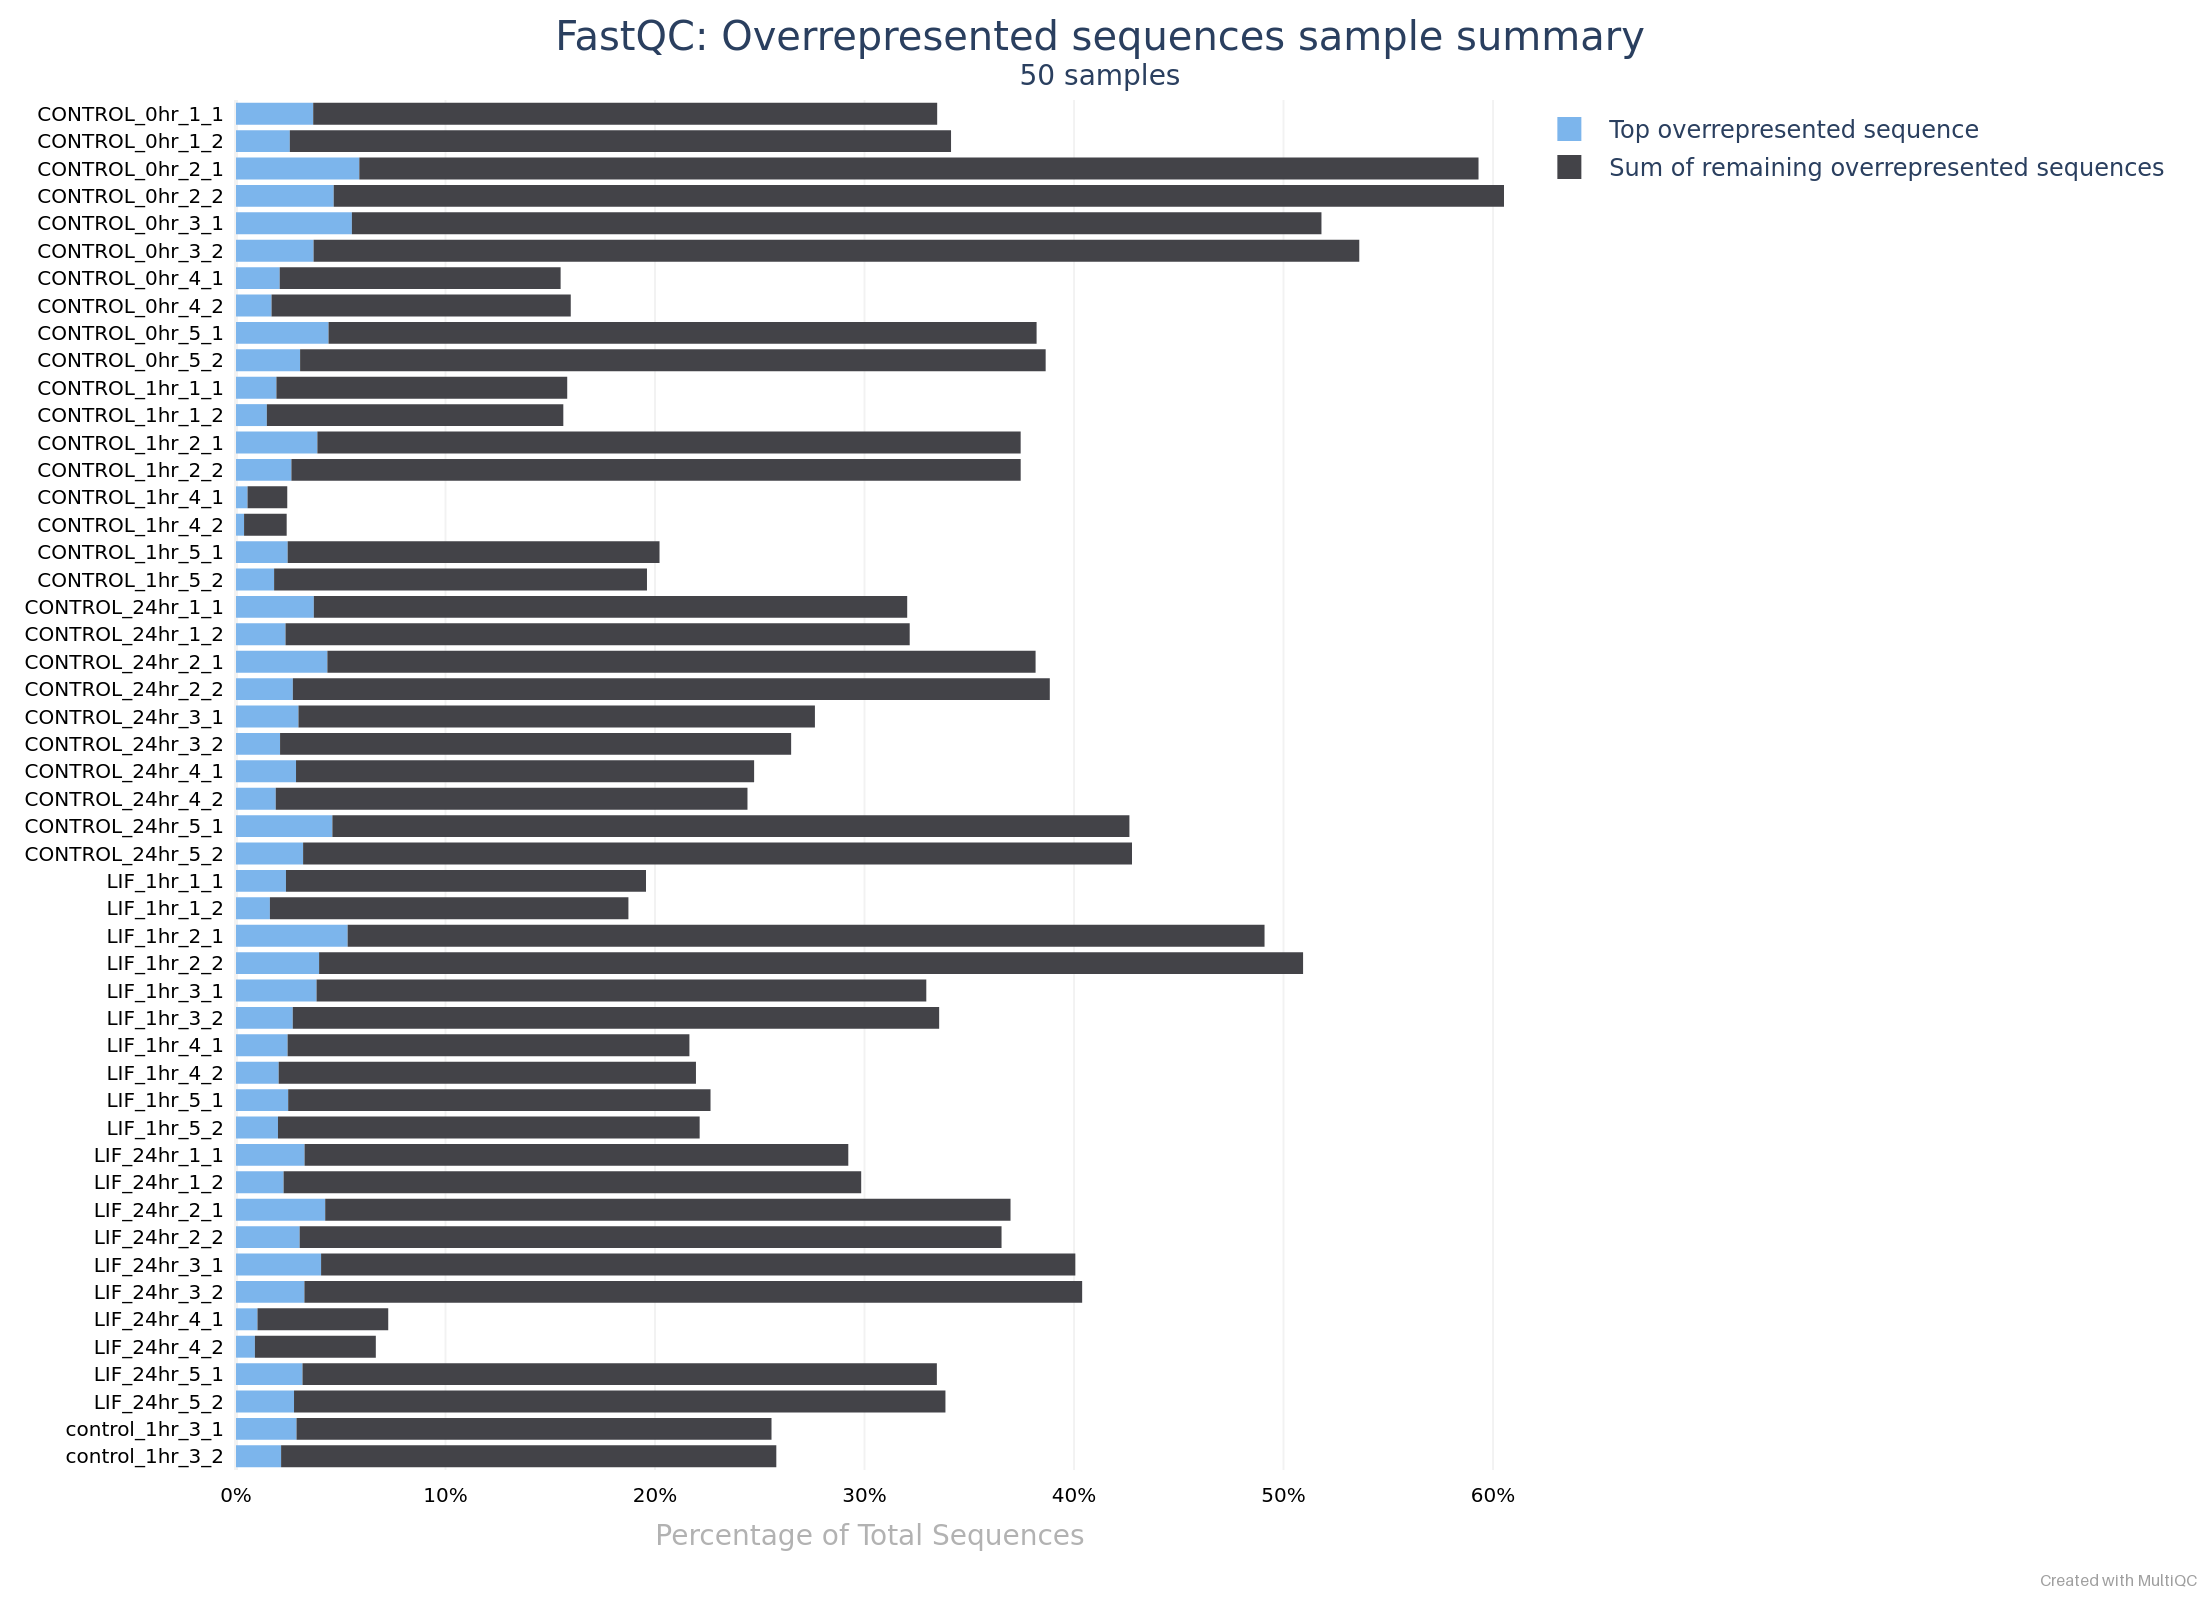 FastQC: Overrepresented sequences sample summary
50 samples
Top overrepresented sequence
Sum of remaining overrepresented sequences
CONTROL_0hr_1_1
CONTROL_0hr_1_2
CONTROL_0hr_2_1
CONTROL_0hr_2_2
CONTROL_0hr_3_1
CONTROL_0hr_3_2
CONTROL_0hr_4_1
CONTROL_0hr_4_2
CONTROL_0hr_5_1
CONTROL_0hr_5_2
CONTROL_1hr_1_1
CONTROL_1hr_1_2
CONTROL_1hr_2_1
CONTROL_1hr_2_2
CONTROL_1hr_4_1
CONTROL_1hr_4_2
CONTROL_1hr_5_1
CONTROL_1hr_5_2
CONTROL_24hr_1_1
CONTROL_24hr_1_2
CONTROL_24hr_2_1
CONTROL_24hr_2_2
CONTROL_24hr_3_1
CONTROL_24hr_3_2
CONTROL_24hr_4_1
CONTROL_24hr_4_2
CONTROL_24hr_5_1
CONTROL_24hr_5_2
LIF_1hr_1_1
LIF_1hr_1_2
LIF_1hr_2_1
LIF_1hr_2_2
LIF_1hr_3_1
LIF_1hr_3_2
LIF_1hr_4_1
LIF_1hr_4_2
LIF_1hr_5_1
LIF_1hr_5_2
LIF_24hr_1_1
LIF_24hr_1_2
LIF_24hr_2_1
LIF_24hr_2_2
LIF_24hr_3_1
LIF_24hr_3_2
LIF_24hr_4_1
LIF_24hr_4_2
LIF_24hr_5_1
LIF_24hr_5_2
control_1hr_3_1
control_1hr_3_2
0% 10% 20% 30% 40% 50% 60%
Percentage of Total Sequences
Created with MultiQC